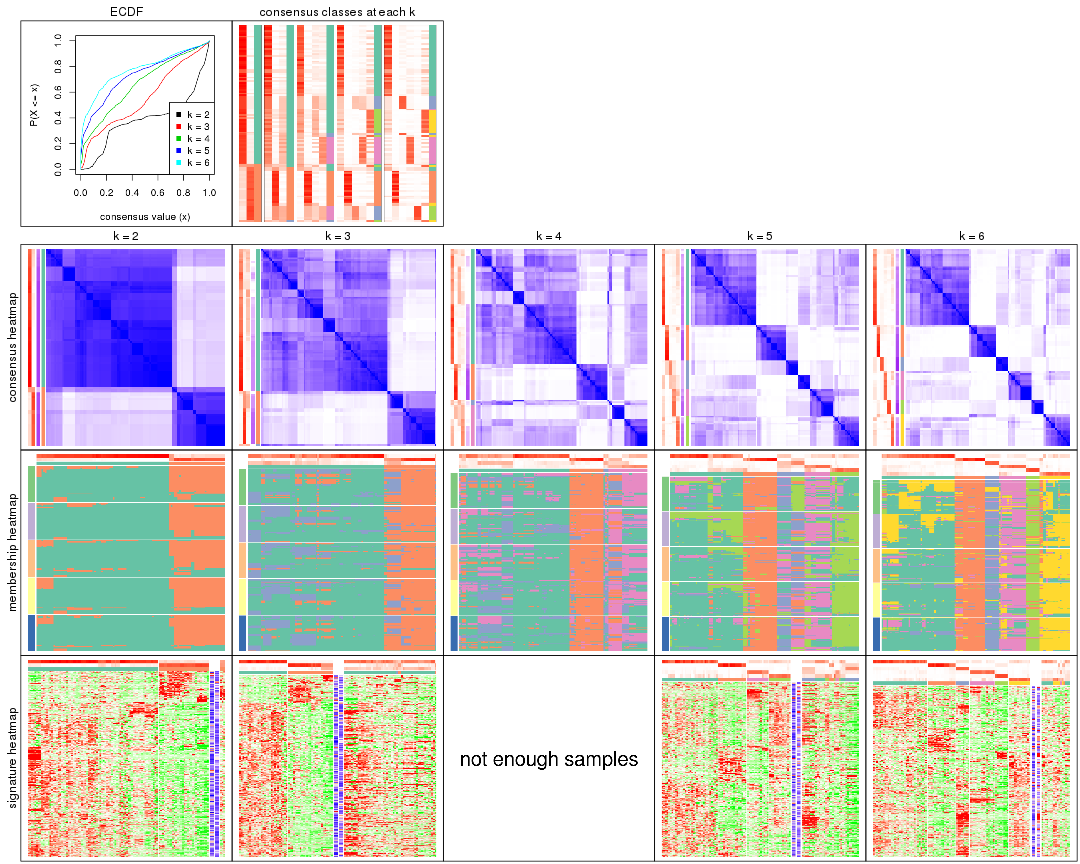 ECDF
consensus classes at each k
P(X <= x)
0.0
0.2
0.4
0.6
0.8
1.0
k = 2
k = 3
k = 4
k = 5
k = 6
0.0 0.2 0.4 0.6 0.8 1.0
consensus value (x)
k = 2
k = 3
k = 4
k = 5
k = 6
consensus heatmap
membership heatmap
signature heatmap
not enough samples